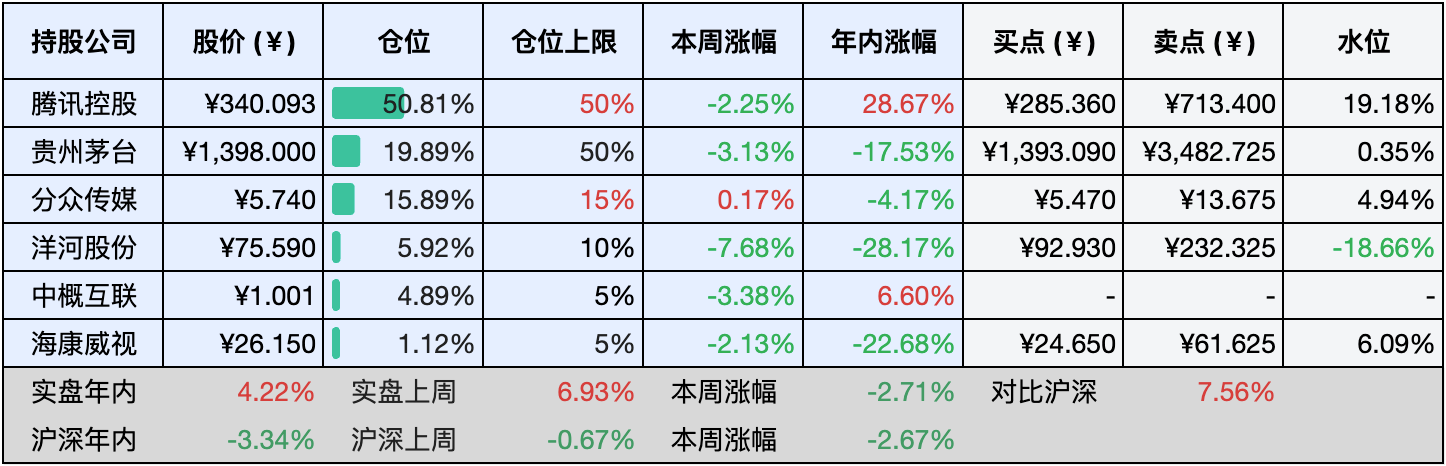 持股公司 股价 (¥) 仓位 仓位上限 本周涨幅 年内涨幅 买点 (¥) 卖点 (¥) 水位
腾讯控股 ¥340.093 50.81% 50% -2.25% 28.67% ¥285.360 ¥713.400 19.18%
贵州茅台 ¥1,398.000 19.89% 50% -3.13% -17.53% ¥1,393.090 ¥3,482.725 0.35%
分众传媒 ¥5.740 15.89% 15% 0.17% -4.17% ¥5.470 ¥13.675 4.94%
洋河股份 ¥75.590 5.92% 10% -7.68% -28.17% ¥92.930 ¥232.325 -18.66%
中概互联 ¥1.001 4.89% 5% -3.38% 6.60% - - -
海康威视 ¥26.150 1.12% 5% -2.13% -22.68% ¥24.650 ¥61.625 6.09%
实盘年内 4.22% 实盘上周 6.93% 本周涨幅 -2.71% 对比沪深 7.56%
沪深年内 -3.34% 沪深上周 -0.67% 本周涨幅 -2.67%